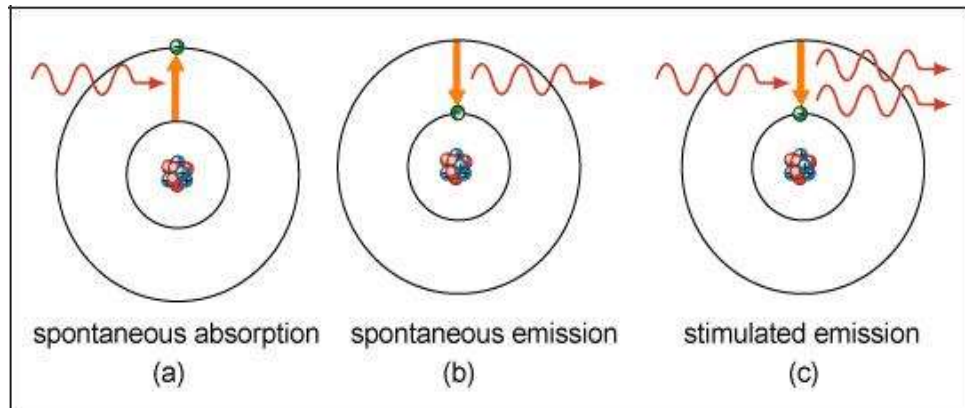 spontaneous absorption
(a)
spontaneous emission
(b)
stimulated emission
(c)